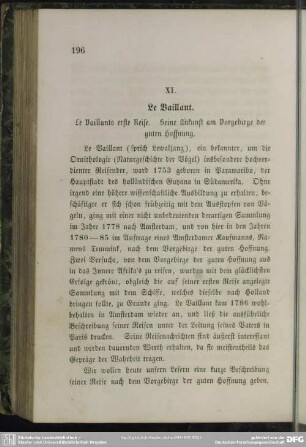 196
XI.
Le Vaillant.
Le Vaillants erste Reise. Seine Ankunft am Vorgebirge der
guten Hoffnung.
Le Vaillant (sprich Lewaljang), ein bekannter, um die
Ornithologie (Naturgeschichte der Vögel) insbesondere hochver-
dienter Reisender, ward 1753 geboren in Paramaribo, der
Hauptstadt des holländischen Guyana in Südamerika. Ohne
irgend eine höhere wissenschaftliche Ausbildung zu erhalten, be-
schäftiger er sich schon frühzeitig mit dem Ausstopfen von Vö-
geln, ging mit einer nicht unbedeutenden derartigen Sammlung
im Jahre 1778 nach Amsterdam, und von hier in den Jahren
1780—85 im Auftrage eines Amsterdamer Kaufmanns, Na-
mens Temmink, nach dem Vorgebirge der guten Hoffnung.
Zwei Versuche, von dem Vorgebirge der guten Hoffnung aus
in das Innere Afrika's zu reisen, wurden mit dem glücklichsten
Erfolge gekrönt, obgleich die auf seiner ersten Reise angelegte
Sammlung mit dem Schiffe, welches dieselbe nach Holland
bringen sollte, zu Grunde ging. Le Vaillant kam 1786 wohl-
behalten in Amsterdam wieder an, und ließ die ausführliche
Beschreibung seiner Reisen unter der Leitung seines Vaters in
Paris drucken. Seine Reisenachrichten sind äußerst interessant
und werden dauernden Werth erhalten, da sie meistentheils das
Gepräge der Wahrheit tragen.
Wir wollen heute unsern Lesern eine kurze Beschreibung
seiner Reise nach dem Vorgebirge der guten Hoffnung geben,